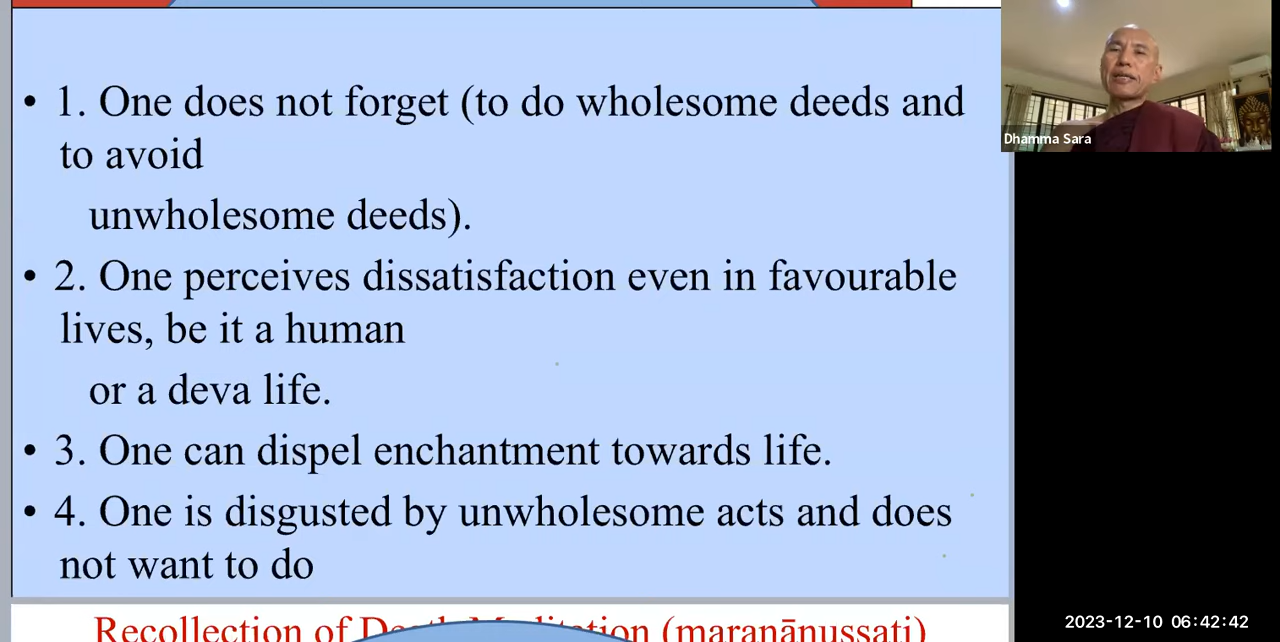 • 1. One does not forget (to do wholesome deeds and
to avoid
unwholesome deeds).
• 2. One perceives dissatisfaction even in favourable
lives, be it a human
or a deva life.
• 3. One can dispel enchantment towards life.
• 4. One is disgusted by unwholesome acts and does
not want to do
Recollection of Death Meditation (maraṇānussati)
Dhamma Sara
2023-12-10 06:42:42